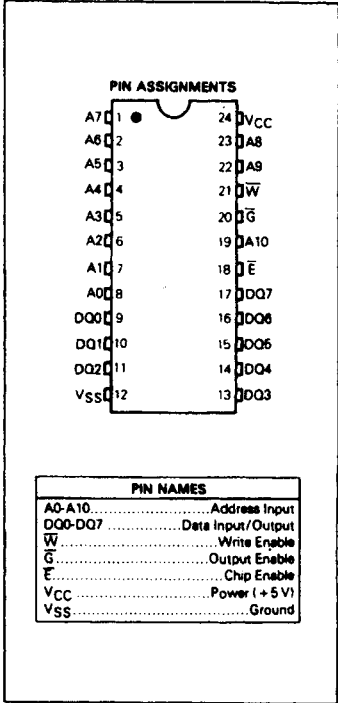 PIN ASSIGNMENTS
A7 1 24 VCC
A6 2 23 A8
A5 3 22 A9
A4 4 21 W̅
A3 5 20 G̅
A2 6 19 A10
A1 7 18 E̅
A0 8 17 DQ7
DQ0 9 16 DQ6
DQ1 10 15 DQ5
DQ2 11 14 DQ4
VSS 12 13 DQ3
PIN NAMES
A0-A10..................Address Input
DQ0-DQ7.............Data Input/Output
W̅..........................Write Enable
G̅.........................Output Enable
E̅...........................Chip Enable
VCC......................Power (+5 V)
VSS............................Ground